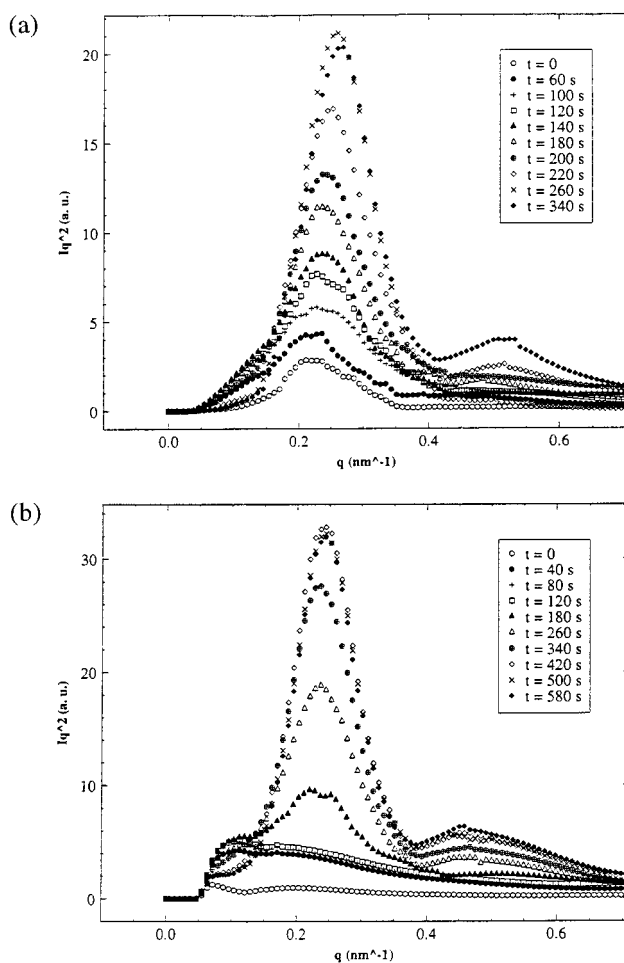 (a)
20
15
10
5
0
Iq^2 (a. u.)
0.0 0.2 0.4 0.6
q (nm^-1)
t = 0
t = 60 s
t = 100 s
t = 120 s
t = 140 s
t = 180 s
t = 200 s
t = 220 s
t = 260 s
t = 340 s
(b)
30
20
10
0
Iq^2 (a. u.)
0.0 0.2 0.4 0.6
q (nm^-1)
t = 0
t = 40 s
t = 80 s
t = 120 s
t = 180 s
t = 260 s
t = 340 s
t = 420 s
t = 500 s
t = 580 s